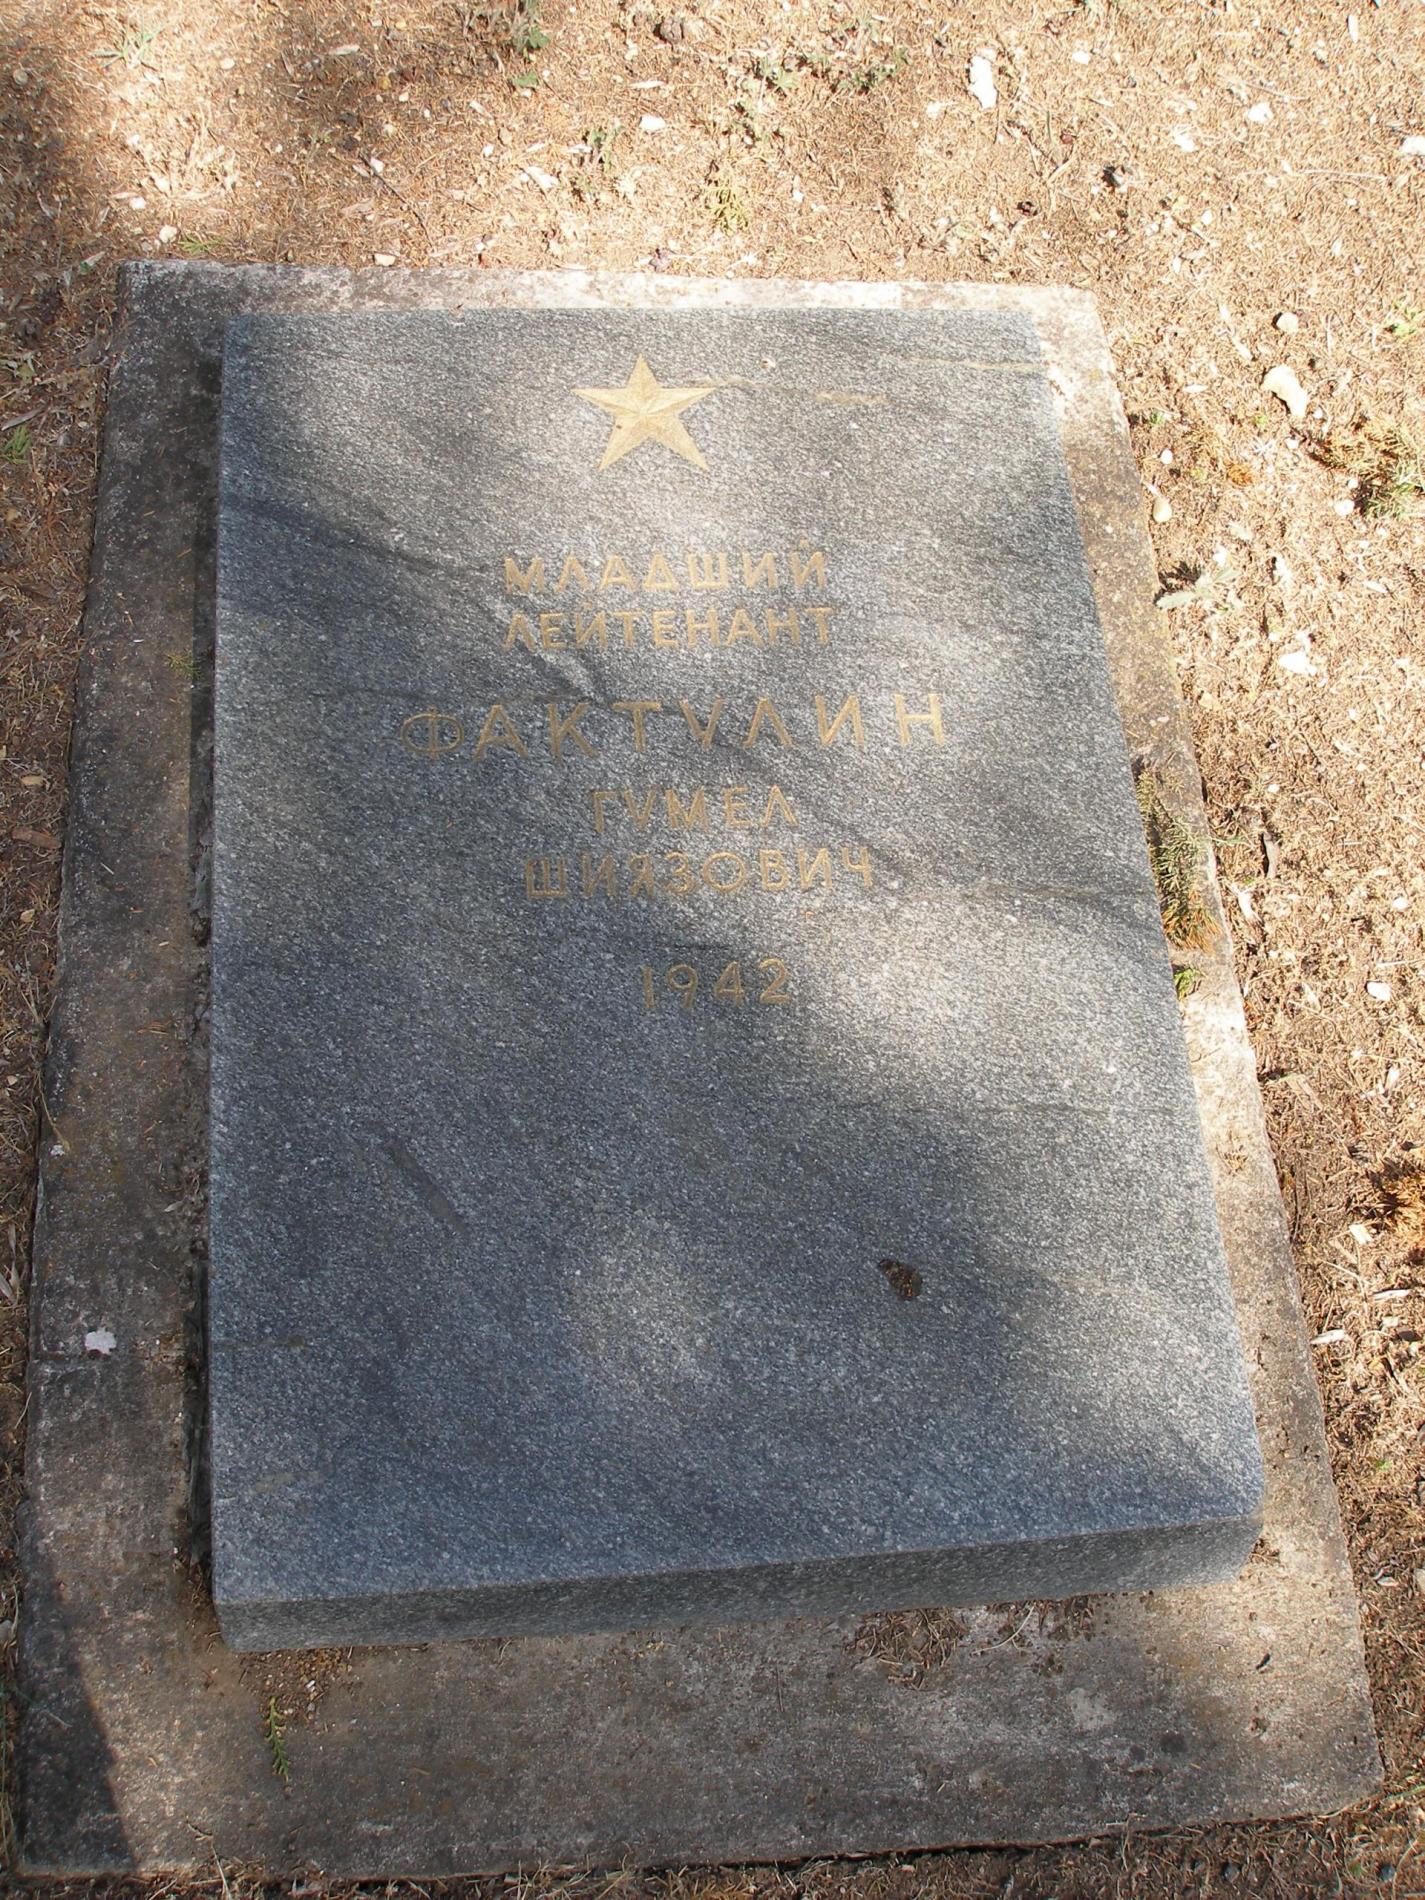 МЛАДШИЙ
ЛЕЙТЕНАНТ
ФАКТУЛИН
ГУМЕЛ
ШИЯЗОВИЧ
1942